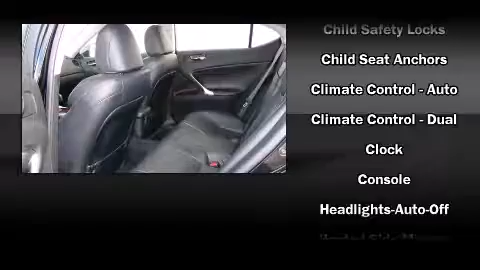 Child Safety Locks
Child Seat Anchors
Climate Control - Auto
Climate Control - Dual
Clock
Console
Headlights-Auto-Off